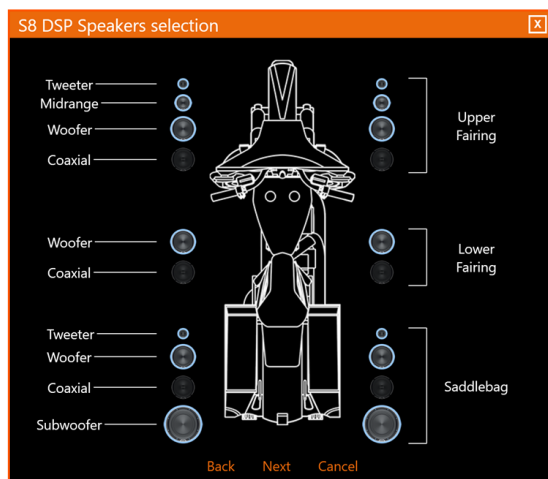 S8 DSP Speakers selection
X
Tweeter
Midrange
Woofer
Coaxial
Upper
Fairing
Woofer
Coaxial
Lower
Fairing
Tweeter
Woofer
Coaxial
Subwoofer
Saddlebag
Back Next Cancel